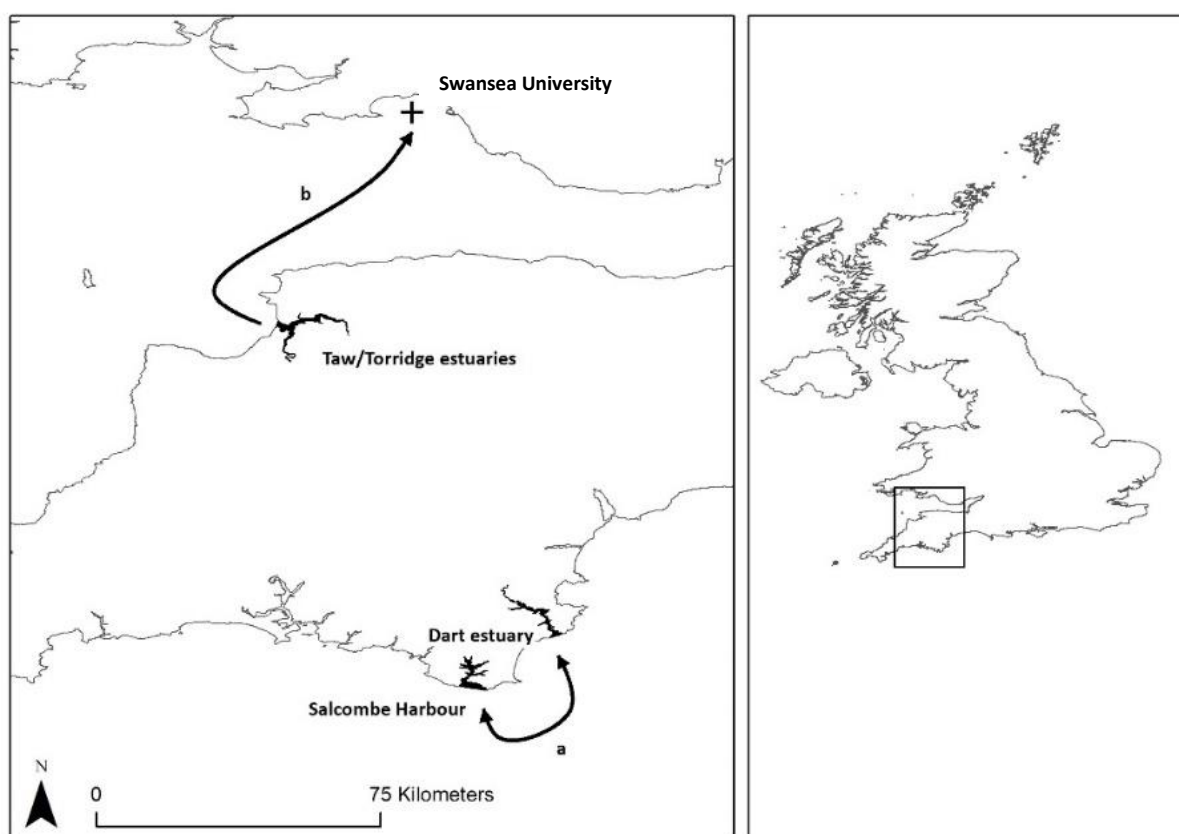 Swansea University
b
Taw/Torridge estuaries
Dart estuary
Salcombe Harbour
a
N
0 75 Kilometers